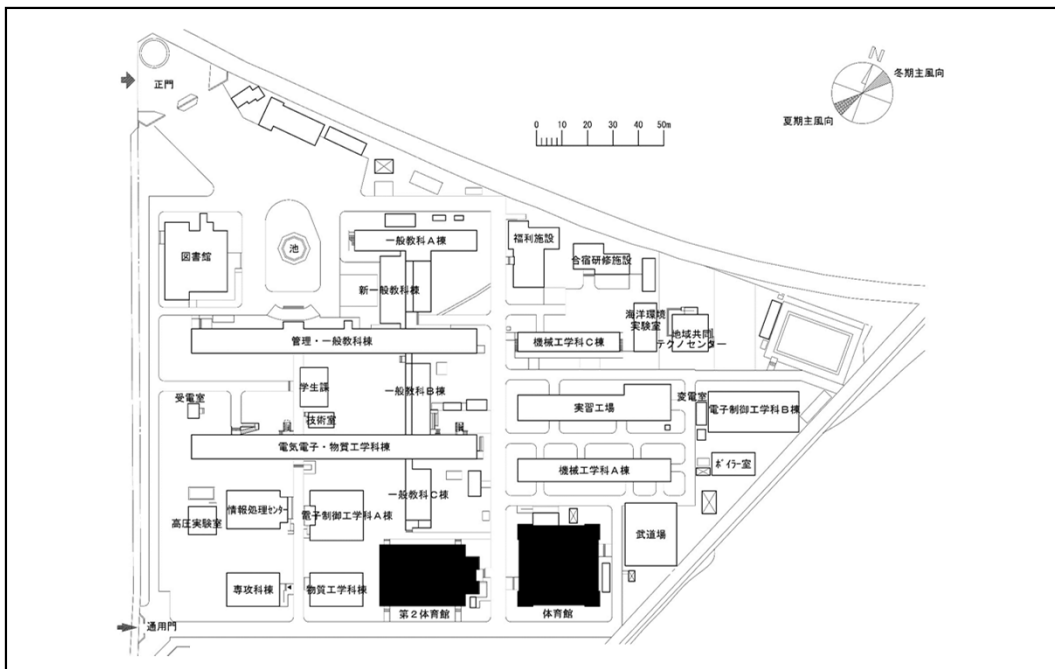 正門
N
冬期主風向
夏期主風向
0 10 20 30 40 50m
図書館
池
一般教科A棟
福利施設
合宿研修施設
新一般教科棟
海洋環境
実験室
地域共同
テクノセンター
管理・一般教科棟
機械工学科C棟
学生課
一般教科B棟
受電室
技術室
実習工場
変電室
電子制御工学科B棟
電気電子・物質工学科棟
機械工学科A棟
ボイラー室
一般教科C棟
情報処理センター
電子制御工学科A棟
高圧実験室
武道場
専攻科棟
物質工学科棟
第2体育館
体育館
通用門